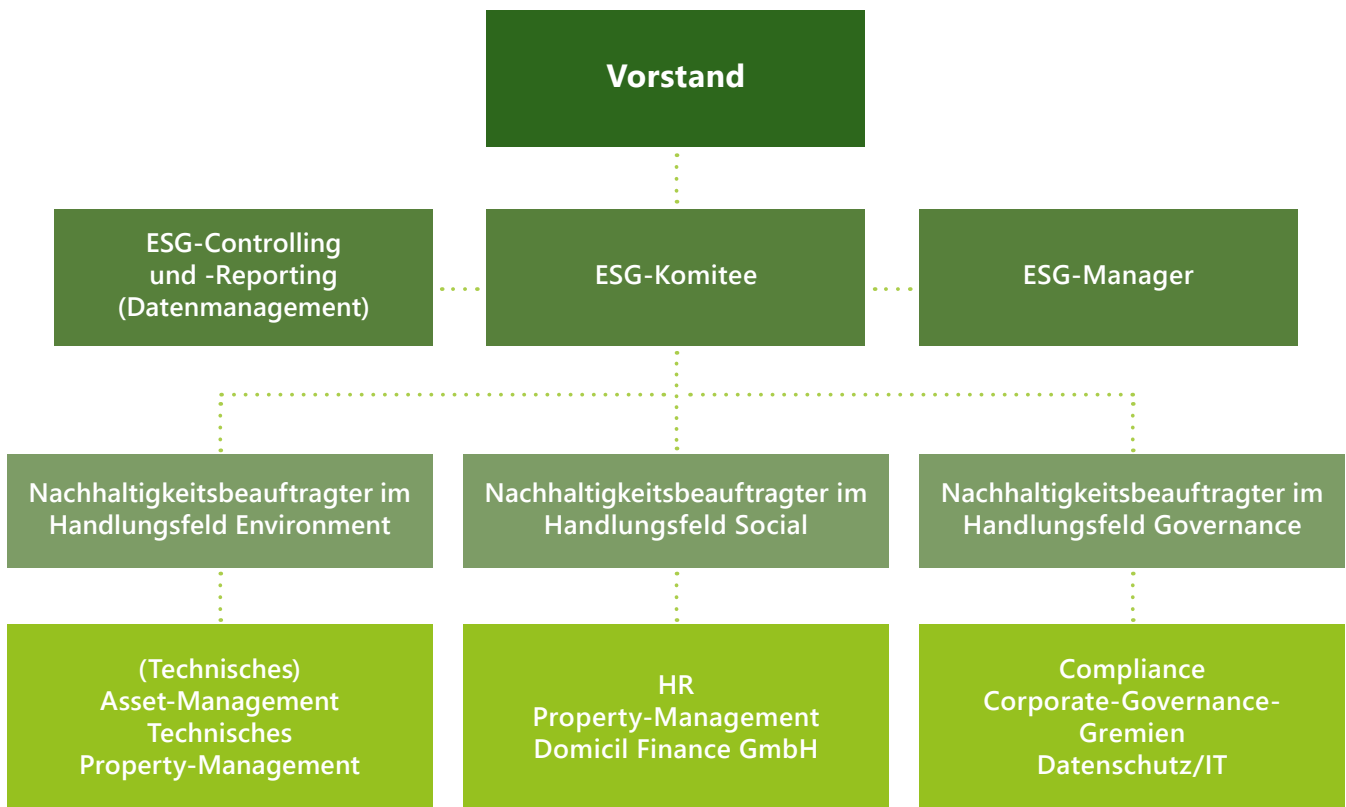 Vorstand
ESG-Controlling
und -Reporting
(Datenmanagement)
ESG-Komitee
ESG-Manager
Nachhaltigkeitsbeauftragter im
Handlungsfeld Environment
Nachhaltigkeitsbeauftragter im
Handlungsfeld Social
Nachhaltigkeitsbeauftragter im
Handlungsfeld Governance
(Technisches)
Asset-Management
Technisches
Property-Management
HR
Property-Management
Domicil Finance GmbH
Compliance
Corporate-Governance-
Gremien
Datenschutz/IT